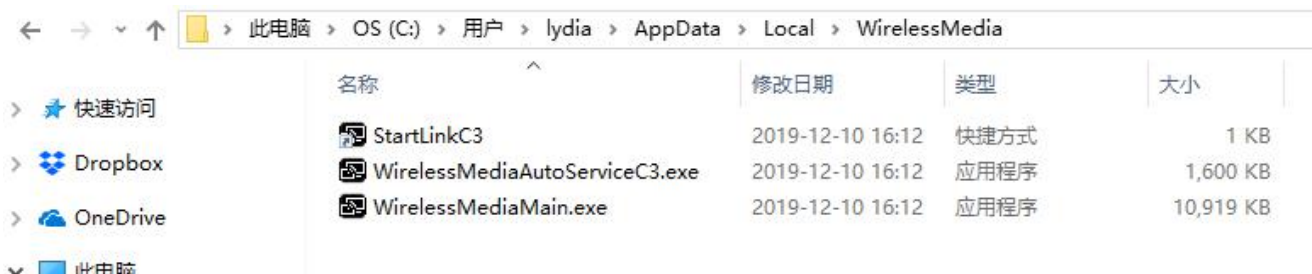 此电脑 > OS (C:) > 用户 > lydia > AppData > Local > WirelessMedia
名称 修改日期 类型 大小
快速访问
StartLinkC3 2019-12-10 16:12 快捷方式 1 KB
Dropbox
WirelessMediaAutoServiceC3.exe 2019-12-10 16:12 应用程序 1,600 KB
WirelessMediaMain.exe 2019-12-10 16:12 应用程序 10,919 KB
OneDrive
此电脑